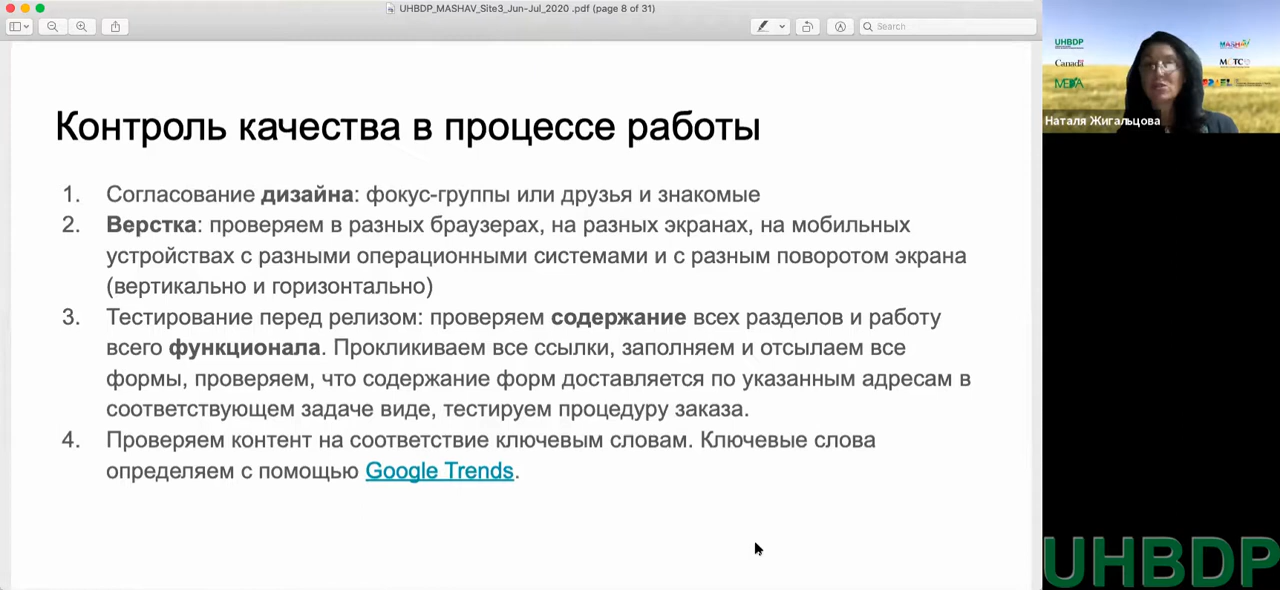 UHBDP_MASHAV_Site3_Jun-Jul_2020 .pdf (page 8 of 31)
Search
Контроль качества в процессе работы
1. Согласование дизайна: фокус-группы или друзья и знакомые
2. Верстка: проверяем в разных браузерах, на разных экранах, на мобильных
устройствах с разными операционными системами и с разным поворотом экрана
(вертикально и горизонтально)
3. Тестирование перед релизом: проверяем содержание всех разделов и работу
всего функционала. Прокликиваем все ссылки, заполняем и отсылаем все
формы, проверяем, что содержание форм доставляется по указанным адресам в
соответствующем задаче виде, тестируем процедуру заказа.
4. Проверяем контент на соответствие ключевым словам. Ключевые слова
определяем с помощью Google Trends.
UHBDP
MASHAV
Canada
MEDA
Наталя Жигальцова
UHBDP